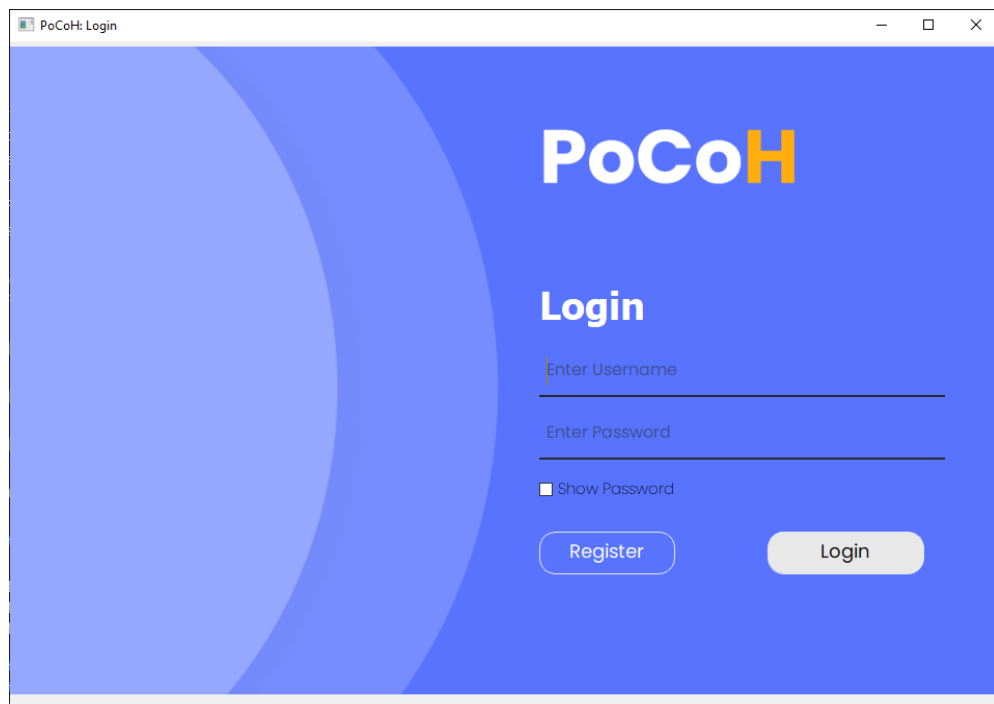 PoCoH: Login
PoCoH
Login
Enter Username
Enter Password
Show Password
Register Login